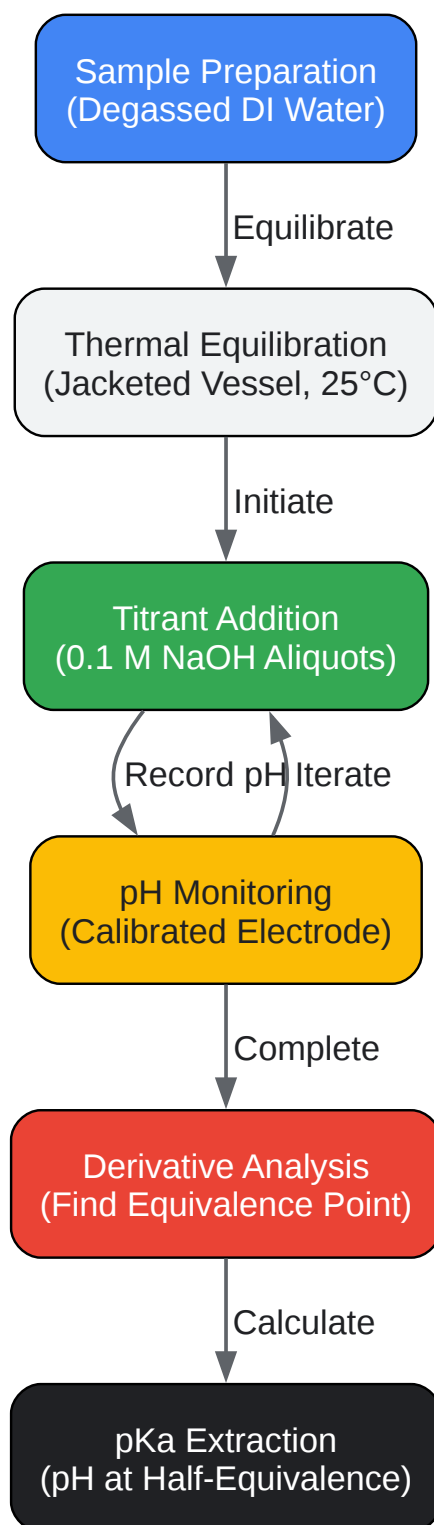 Sample Preparation
(Degassed DI Water)
Equilibrate
Thermal Equilibration
(Jacketed Vessel, 25°C)
Initiate
Titrant Addition
(0.1 M NaOH Aliquots)
Record pH
Iterate
pH Monitoring
(Calibrated Electrode)
Complete
Derivative Analysis
(Find Equivalence Point)
Calculate
pKa Extraction
(pH at Half-Equivalence)